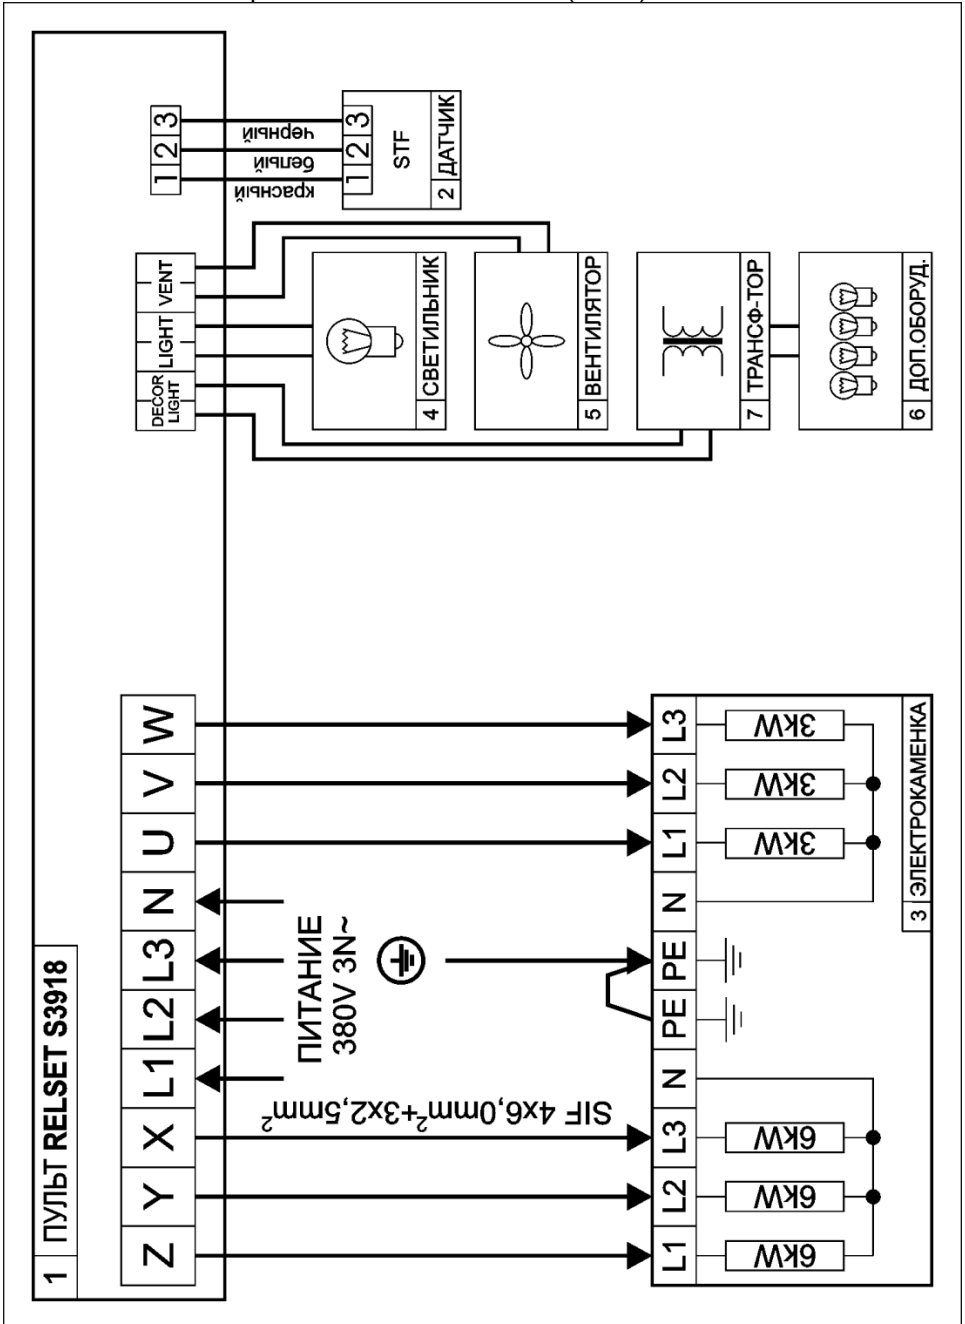 1 ПУЛЬТ RELSET S3918
Z Y X L1 L2 L3 N U V W
DECOR
LIGHT
LIGHT
VENT
1 2 3
красный
белый
черный
1 2 3
STF
2 ДАТЧИК
4 СВЕТИЛЬНИК
5 ВЕНТИЛЯТОР
7 ТРАНСФ-ТОР
6 ДОП.ОБОРУД.
ПИТАНИЕ
380V 3N~
SIF 4x6,0mm²+3x2,5mm²
L1 L2 L3 N PE PE N L1 L2 L3
6kW 6kW 6kW 3kW 3kW 3kW
3 ЭЛЕКТРОКАМЕНКА